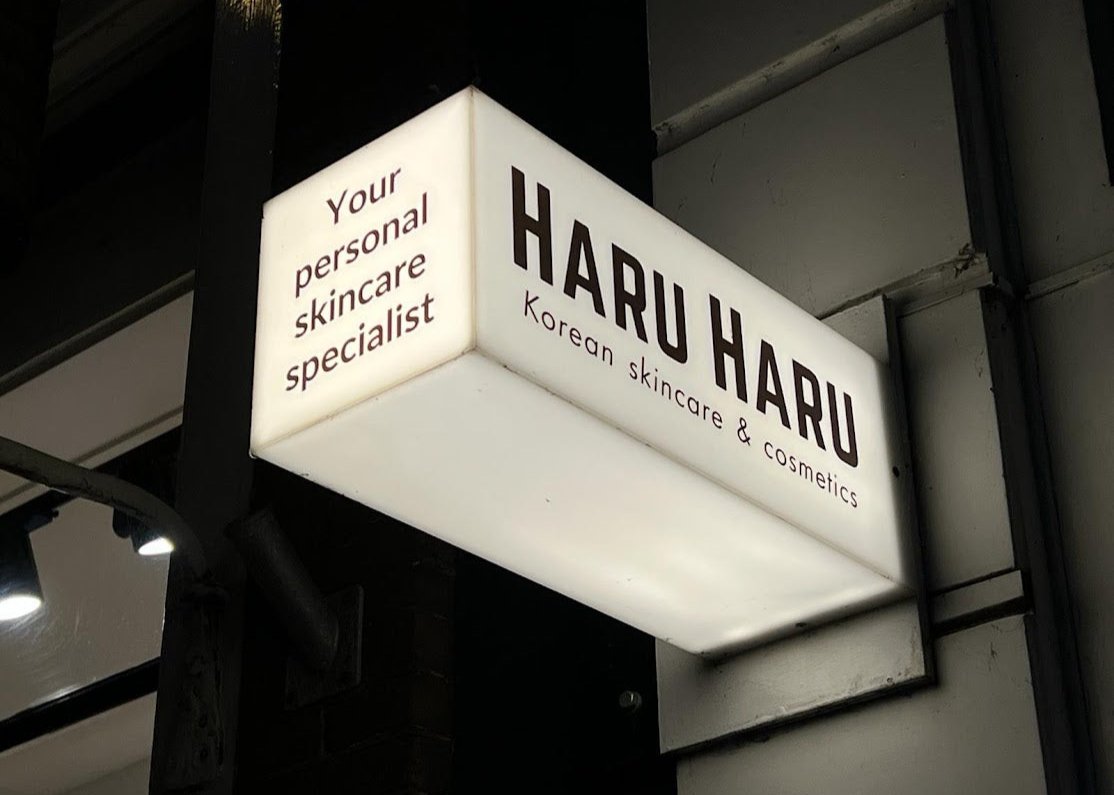 Your
personal
skincare
specialist
HARU HARU
Korean skincare & cosmetics